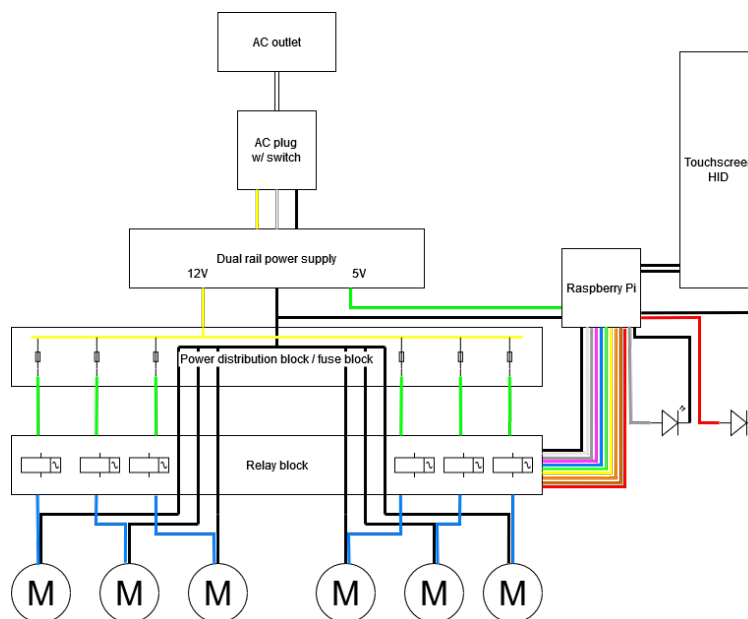 AC outlet
AC plug
w/ switch
Touchscreen
HID
Dual rail power supply
12V
5V
Raspberry Pi
Power distribution block / fuse block
Relay block
M
M
M
M
M
M